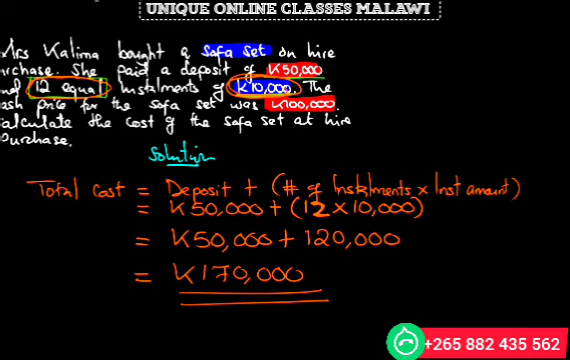 UNIQUE ONLINE CLASSES MALAWI
Mrs Kalima bought a Sofa Set on hire
urchase. She paid a deposit of K50,000
nd 12 equal Instalments of K10,000. The
ash price for the sofa set was K100,000.
alculate the cost of the sofa set at hire
Purchase.
Solution
Total Cost = Deposit + (# of Instalments x Inst amount)
= K50,000 + (12 x 10,000)
= K50,000 + 120,000
= K170,000
+265 882 435 562